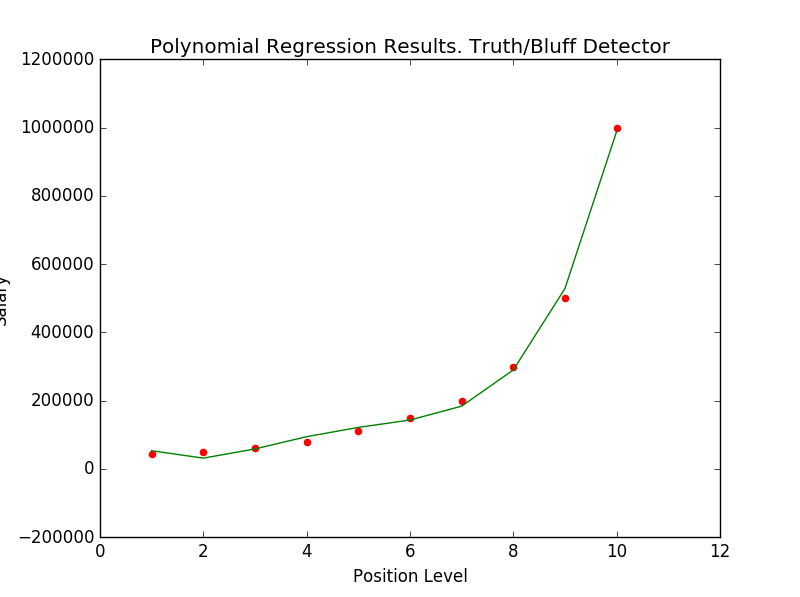 Polynomial Regression Results. Truth/Bluff Detector
1200000
1000000
800000
600000
400000
200000
0
−200000
Salary
0 2 4 6 8 10 12
Position Level